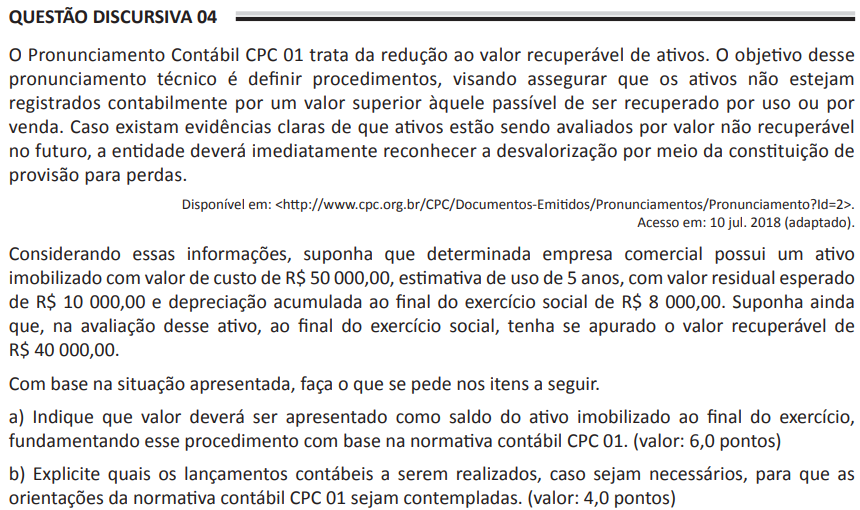 QUESTÃO DISCURSIVA 04
O Pronunciamento Contábil CPC 01 trata da redução ao valor recuperável de ativos. O objetivo desse
pronunciamento técnico é definir procedimentos, visando assegurar que os ativos não estejam
registrados contabilmente por um valor superior àquele passível de ser recuperado por uso ou por
venda. Caso existam evidências claras de que ativos estão sendo avaliados por valor não recuperável
no futuro, a entidade deverá imediatamente reconhecer a desvalorização por meio da constituição de
provisão para perdas.
Disponível em: <http://www.cpc.org.br/CPC/Documentos-Emitidos/Pronunciamentos/Pronunciamento?Id=2>.
Acesso em: 10 jul. 2018 (adaptado).
Considerando essas informações, suponha que determinada empresa comercial possui um ativo
imobilizado com valor de custo de R$ 50 000,00, estimativa de uso de 5 anos, com valor residual esperado
de R$ 10 000,00 e depreciação acumulada ao final do exercício social de R$ 8 000,00. Suponha ainda
que, na avaliação desse ativo, ao final do exercício social, tenha se apurado o valor recuperável de
R$ 40 000,00.
Com base na situação apresentada, faça o que se pede nos itens a seguir.
a) Indique que valor deverá ser apresentado como saldo do ativo imobilizado ao final do exercício,
fundamentando esse procedimento com base na normativa contábil CPC 01. (valor: 6,0 pontos)
b) Explicite quais os lançamentos contábeis a serem realizados, caso sejam necessários, para que as
orientações da normativa contábil CPC 01 sejam contempladas. (valor: 4,0 pontos)